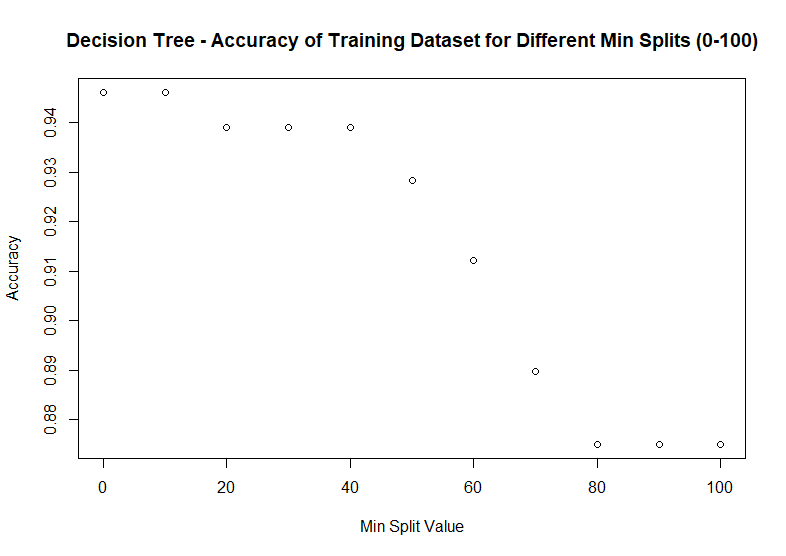 Decision Tree - Accuracy of Training Dataset for Different Min Splits (0-100)
0.94
0.93
0.92
0.91
0.90
0.89
0.88
Accuracy
0 20 40 60 80 100
Min Split Value